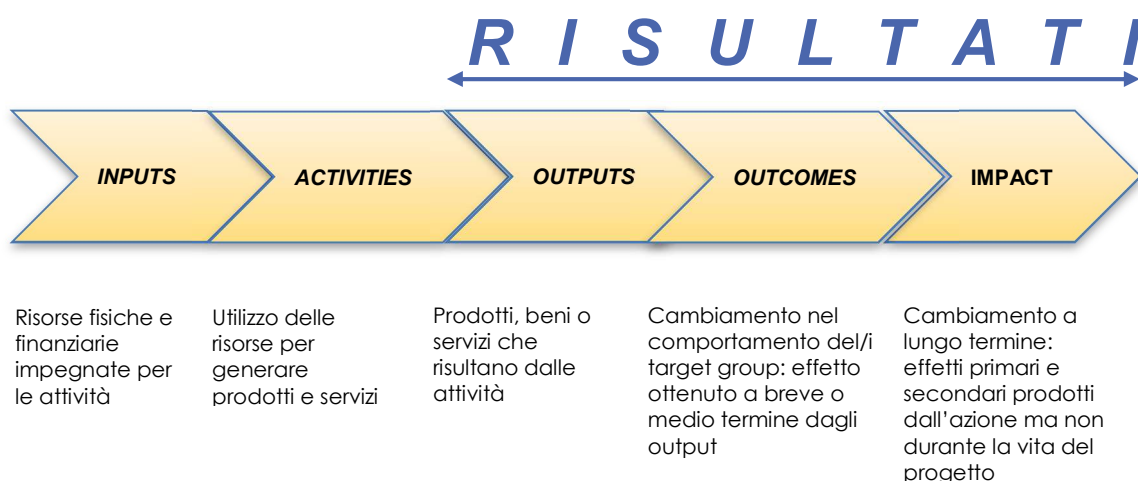 R I S U L T A T I
INPUTS
ACTIVITIES
OUTPUTS
OUTCOMES
IMPACT
Risorse fisiche e
finanziarie
impegnate per
le attività
Utilizzo delle
risorse per
generare
prodotti e servizi
Prodotti, beni o
servizi che
risultano dalle
attività
Cambiamento nel
comportamento del/i
target group: effetto
ottenuto a breve o
medio termine dagli
output
Cambiamento a
lungo termine:
effetti primari e
secondari prodotti
dall’azione ma non
durante la vita del
progetto